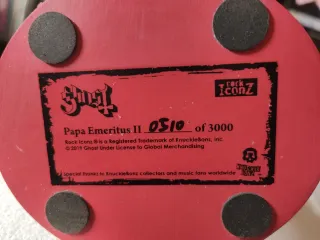 Ghost
rock
Iconz
Papa Emeritus II 0510 of 3000
Rock Iconz ® is a Registered Trademark of KnuckleBonz, Inc.
© 2019 Ghost Under License to Global Merchandising
Special thanks to KnuckleBonz collectors and music fans worldwide